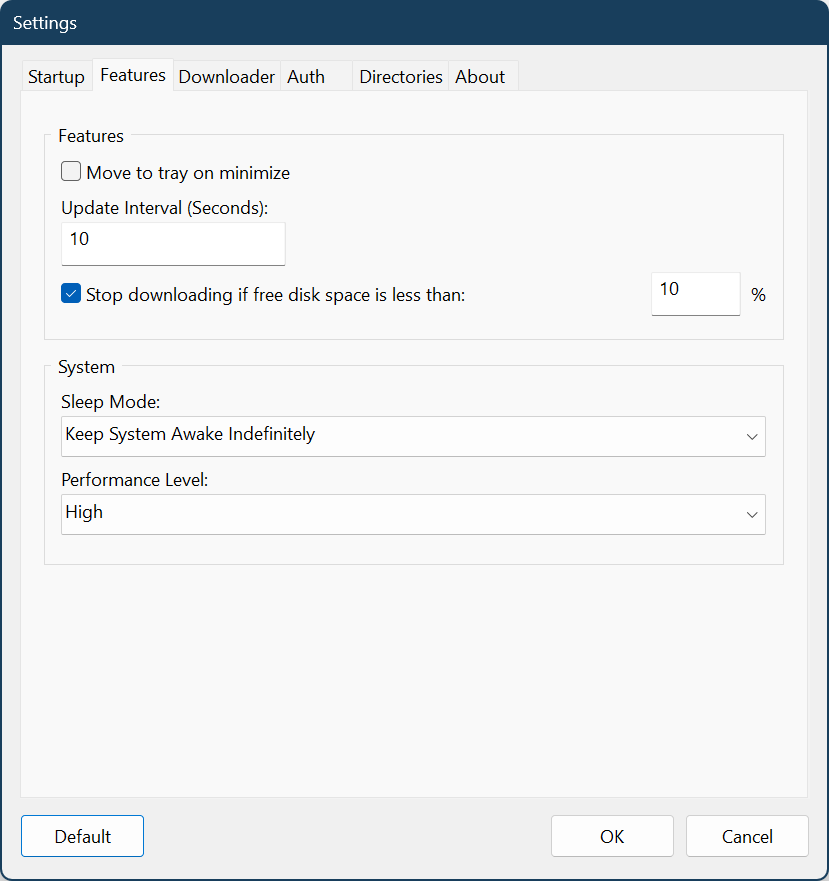 Settings
Startup Features Downloader Auth Directories About
Features
Move to tray on minimize
Update Interval (Seconds):
10
Stop downloading if free disk space is less than: 10 %
System
Sleep Mode:
Keep System Awake Indefinitely
Performance Level:
High
Default OK Cancel